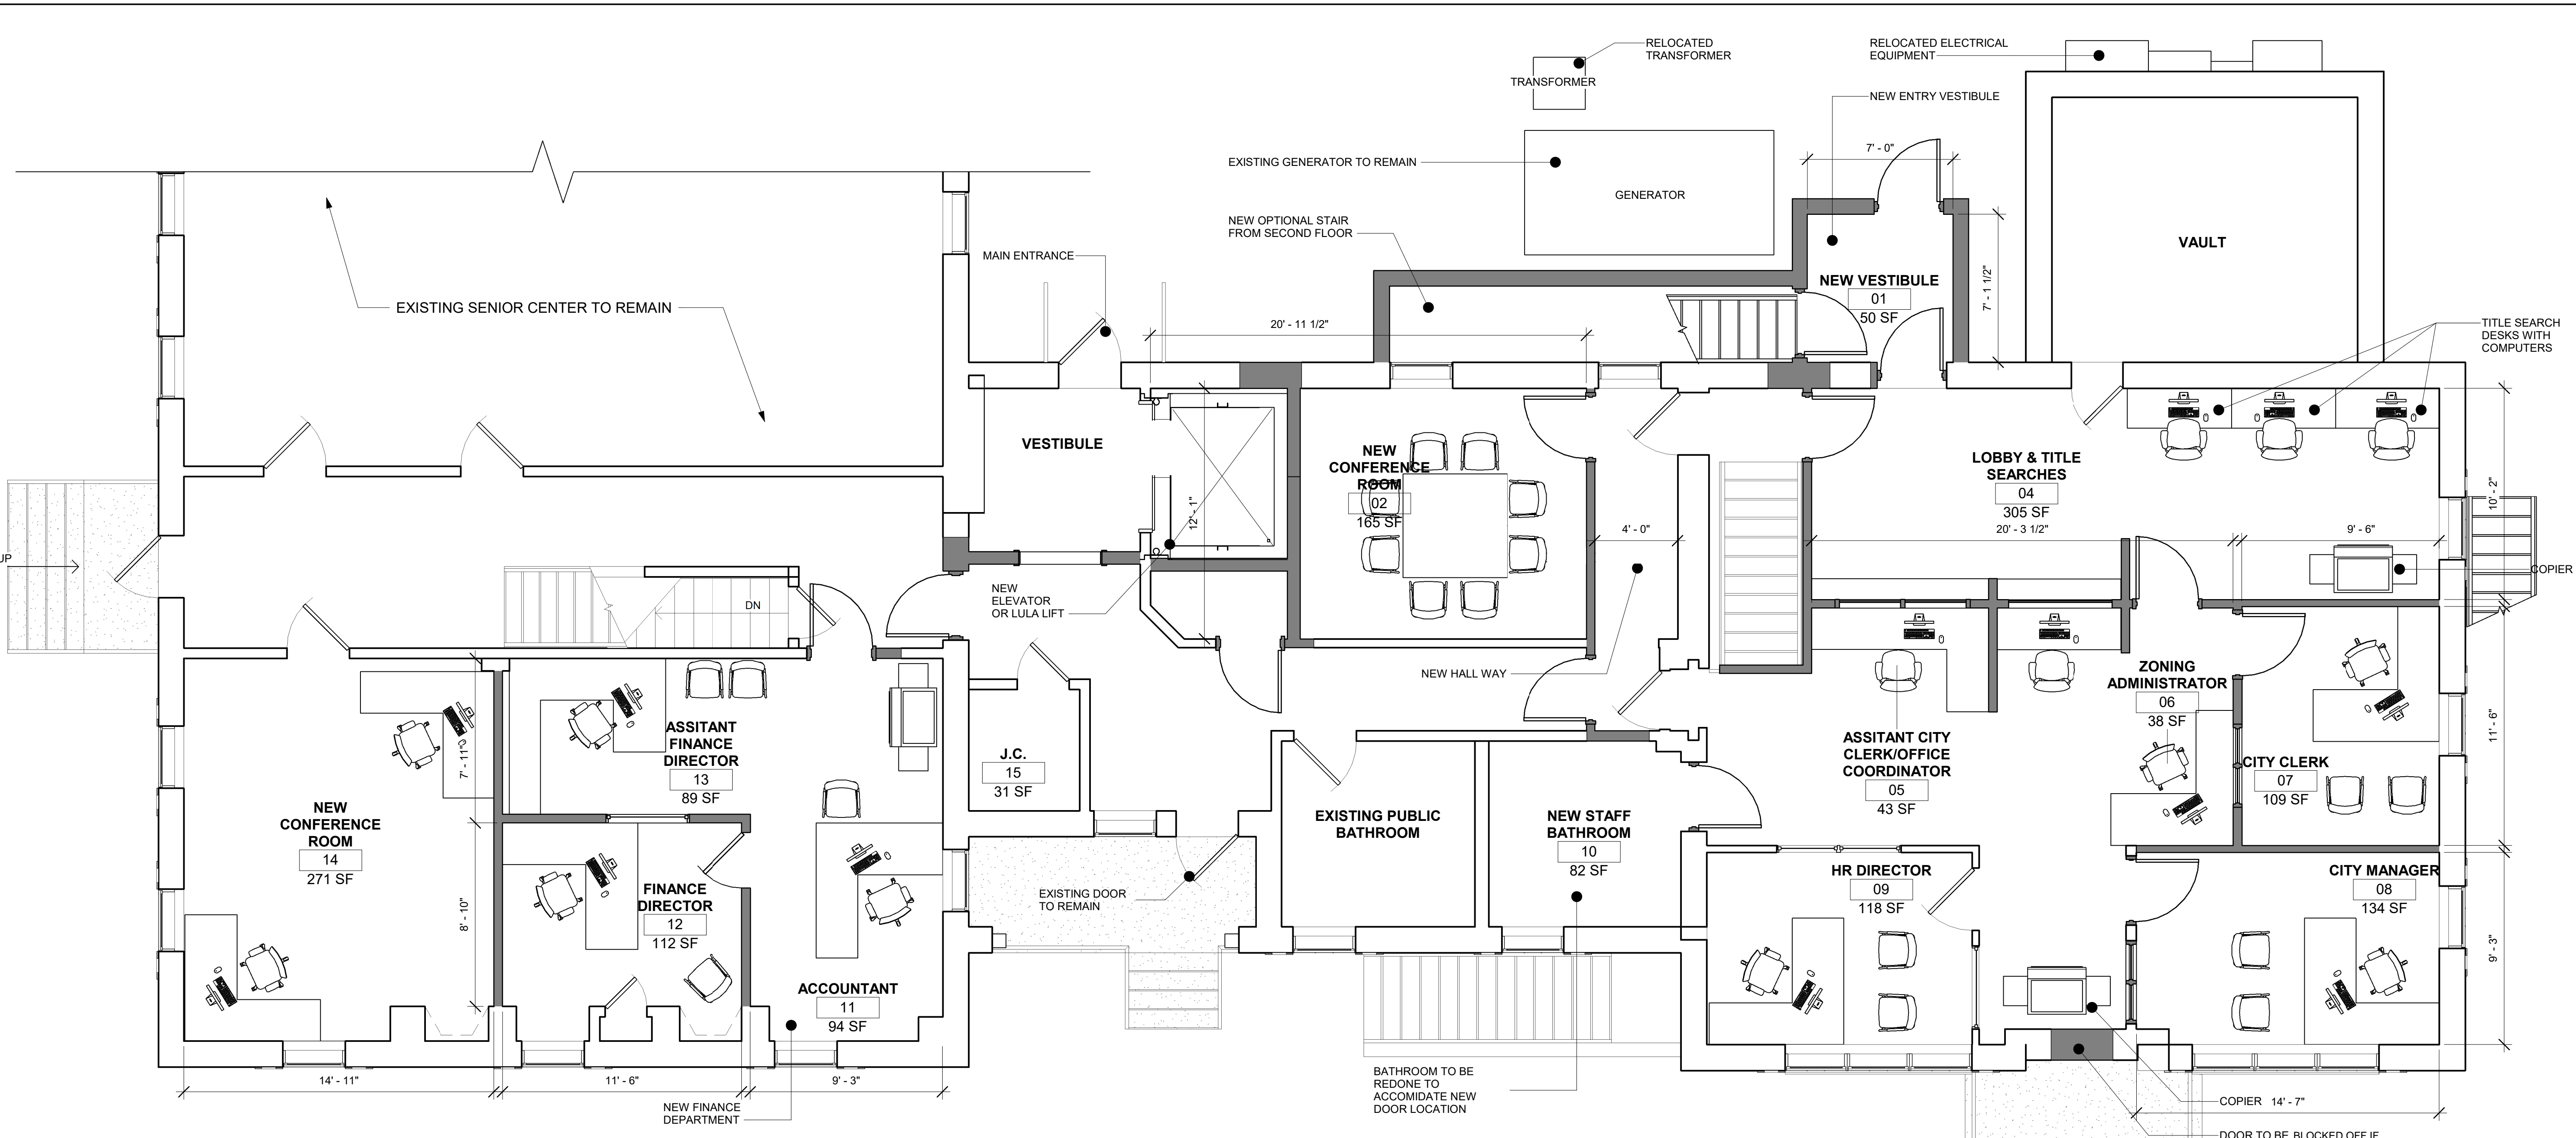 RELOCATED
TRANSFORMER
TRANSFORMER
RELOCATED ELECTRICAL
EQUIPMENT
NEW ENTRY VESTIBULE
7' - 0"
EXISTING GENERATOR TO REMAIN
GENERATOR
NEW OPTIONAL STAIR
FROM SECOND FLOOR
MAIN ENTRANCE
EXISTING SENIOR CENTER TO REMAIN
VAULT
NEW VESTIBULE
01
50 SF
7' - 1 1/2"
20' - 11 1/2"
TITLE SEARCH
DESKS WITH
COMPUTERS
VESTIBULE
12' - 1"
NEW
CONFERENCE
ROOM
02
165 SF
4' - 0"
LOBBY & TITLE
SEARCHES
04
305 SF
20' - 3 1/2"
9' - 6"
10' - 2"
COPIER
UP
DN
NEW
ELEVATOR
OR LULA LIFT
NEW HALL WAY
ZONING
ADMINISTRATOR
06
38 SF
11' - 6"
ASSITANT CITY
CLERK/OFFICE
COORDINATOR
05
43 SF
CITY CLERK
07
109 SF
ASSITANT
FINANCE
DIRECTOR
13
89 SF
7' - 11"
J.C.
15
31 SF
NEW
CONFERENCE
ROOM
14
271 SF
EXISTING PUBLIC
BATHROOM
NEW STAFF
BATHROOM
10
82 SF
HR DIRECTOR
09
118 SF
CITY MANAGER
08
134 SF
9' - 3"
FINANCE
DIRECTOR
12
112 SF
8' - 10"
EXISTING DOOR
TO REMAIN
ACCOUNTANT
11
94 SF
14' - 11"
11' - 6"
9' - 3"
NEW FINANCE
DEPARTMENT
BATHROOM TO BE
REDONE TO
ACCOMIDATE NEW
DOOR LOCATION
COPIER
14' - 7"
DOOR TO BE BLOCKED OFF IF